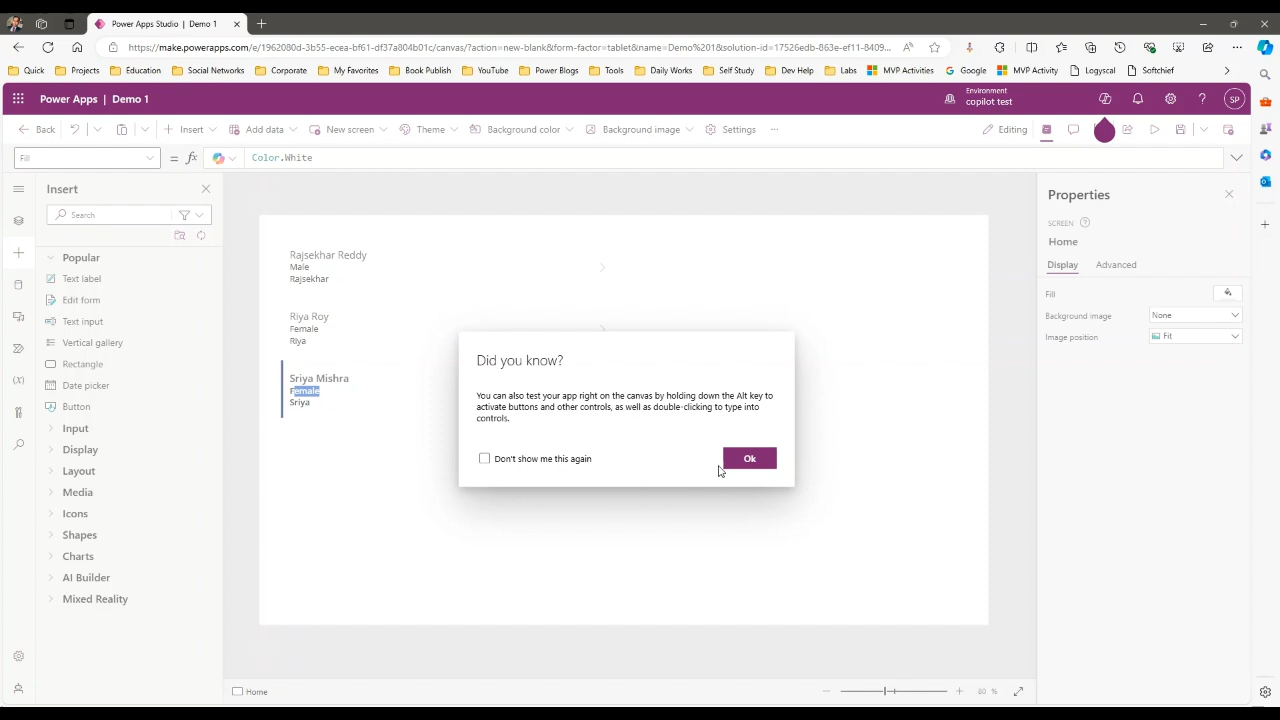 Power Apps Studio | Demo 1
https://make.powerapps.com/e/1962080d-3b55-ecea-bf61-df37a804b01c/canvas/?action=new-blank&form-factor=tablet&name=Demo%201&solution-id=17526edb-863e-ef11-8409...
Quick Projects Education Social Networks Corporate My Favorites Book Publish YouTube Power Blogs Tools Daily Works Self Study Dev Help Labs MVP Activities Google MVP Activity Logyscal Softchief
Power Apps | Demo 1
Environment
copilot test
SP
Back Insert Add data New screen Theme Background color Background image Settings ... Editing
Fill = fx Color.White
Insert
Search
Popular
Text label
Edit form
Text input
Vertical gallery
Rectangle
Date picker
Button
Input
Display
Layout
Media
Icons
Shapes
Charts
AI Builder
Mixed Reality
Rajsekhar Reddy
Male
Rajsekhar
Riya Roy
Female
Riya
Sriya Mishra
Female
Sriya
Did you know?
You can also test your app right on the canvas by holding down the Alt key to
activate buttons and other controls, as well as double-clicking to type into
controls.
Don't show me this again
Ok
Properties
SCREEN
Home
Display Advanced
Fill
Background image None
Image position Fit
Home
80 %